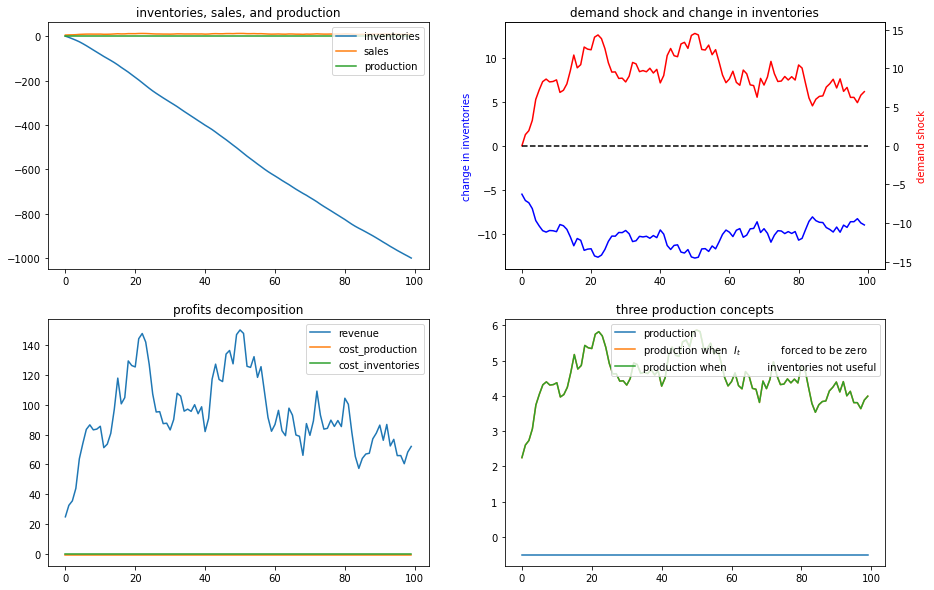 inventories, sales, and production
0
−200
−400
−600
−800
−1000
0 20 40 60 80 100
inventories
sales
production
demand shock and change in inventories
change in inventories
10
5
0
−5
−10
15
10
5
0
−5
−10
−15
demand shock
0 20 40 60 80 100
profits decomposition
140
120
100
80
60
40
20
0
0 20 40 60 80 100
revenue
cost_production
cost_inventories
three production concepts
6
5
4
3
2
1
0
0 20 40 60 80 100
production
production when I_t forced to be zero
production when inventories not useful